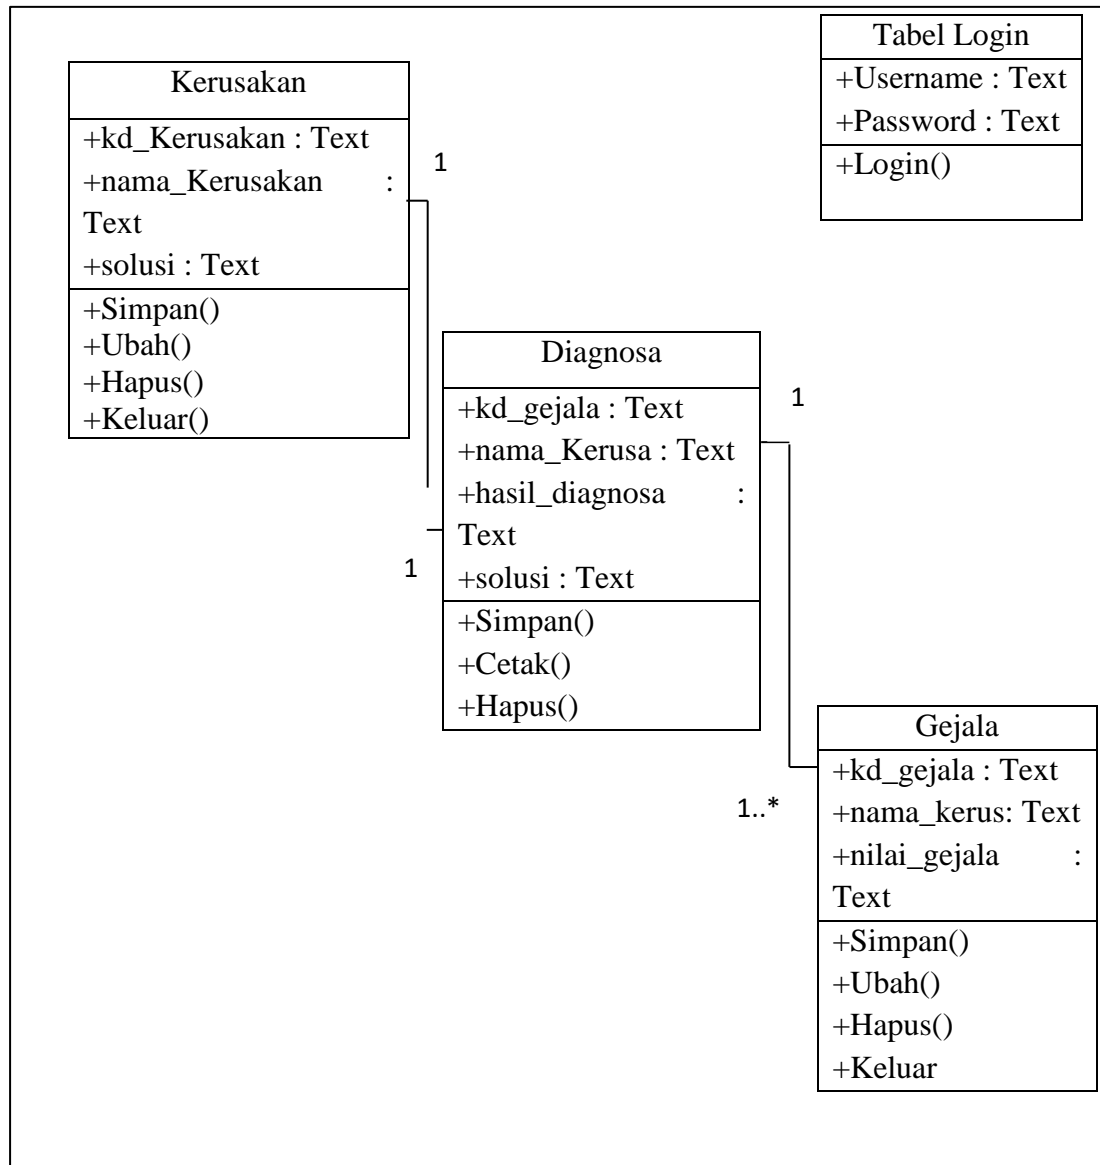 Tabel Login
+Username : Text
+Password : Text
+Login()
Kerusakan
+kd_Kerusakan : Text
+nama_Kerusakan :
Text
+solusi : Text
+Simpan()
+Ubah()
+Hapus()
+Keluar()
1
Diagnosa
+kd_gejala : Text
+nama_Kerusa : Text
+hasil_diagnosa :
Text
+solusi : Text
+Simpan()
+Cetak()
+Hapus()
1
1
Gejala
+kd_gejala : Text
+nama_kerus: Text
+nilai_gejala :
Text
+Simpan()
+Ubah()
+Hapus()
+Keluar
1..*